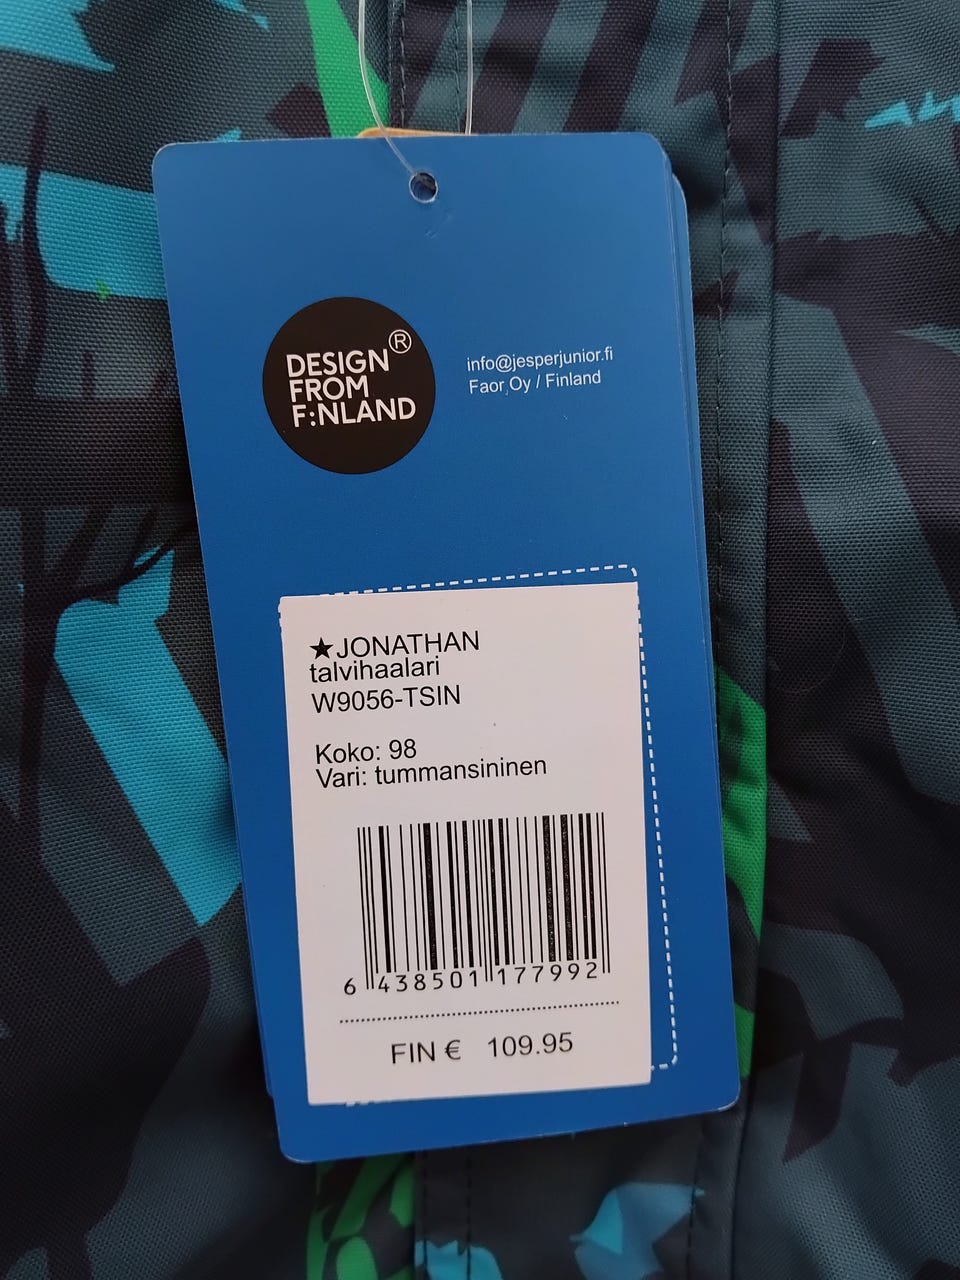 DESIGN®
FROM
F:NLAND
info@jesperjunior.fi
Faor Oy / Finland
★JONATHAN
talvihaalari
W9056-TSIN
Koko: 98
Vari: tummansininen
6 438501 177992
FIN € 109.95